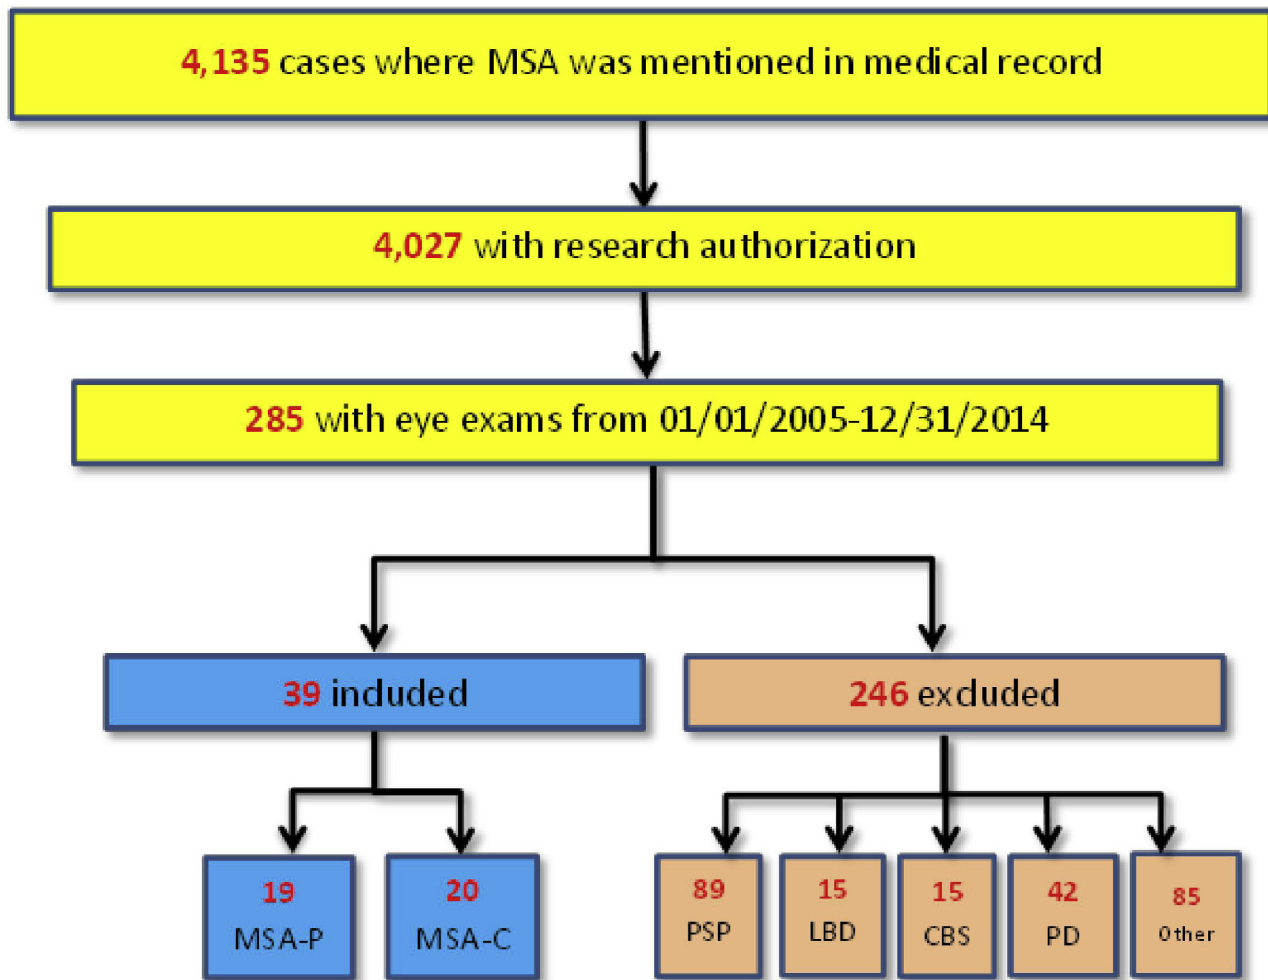 4,135 cases where MSA was mentioned in medical record
4,027 with research authorization
285 with eye exams from 01/01/2005-12/31/2014
39 included
246 excluded
19
MSA-P
20
MSA-C
89
PSP
15
LBD
15
CBS
42
PD
85
Other